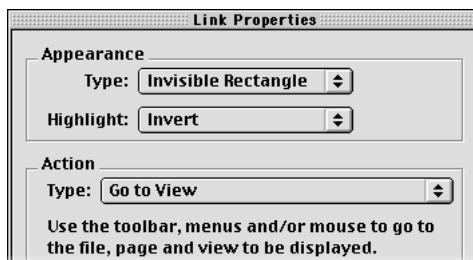 Link Properties
Appearance
Type: Invisible Rectangle
Highlight: Invert
Action
Type: Go to View
Use the toolbar, menus and/or mouse to go to
the file, page and view to be displayed.